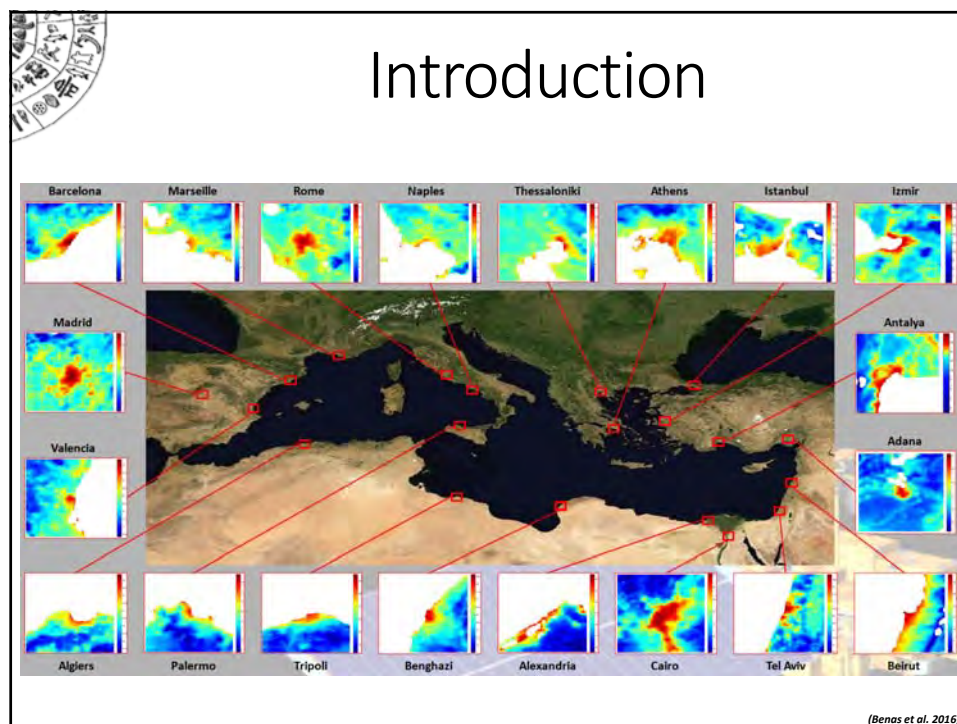 Introduction
Barcelona Marseille Rome Naples Thessaloniki Athens Istanbul Izmir
Madrid Antalya
Valencia Adana
Algiers Palermo Tripoli Benghazi Alexandria Cairo Tel Aviv Beirut
(Benas et al. 2016